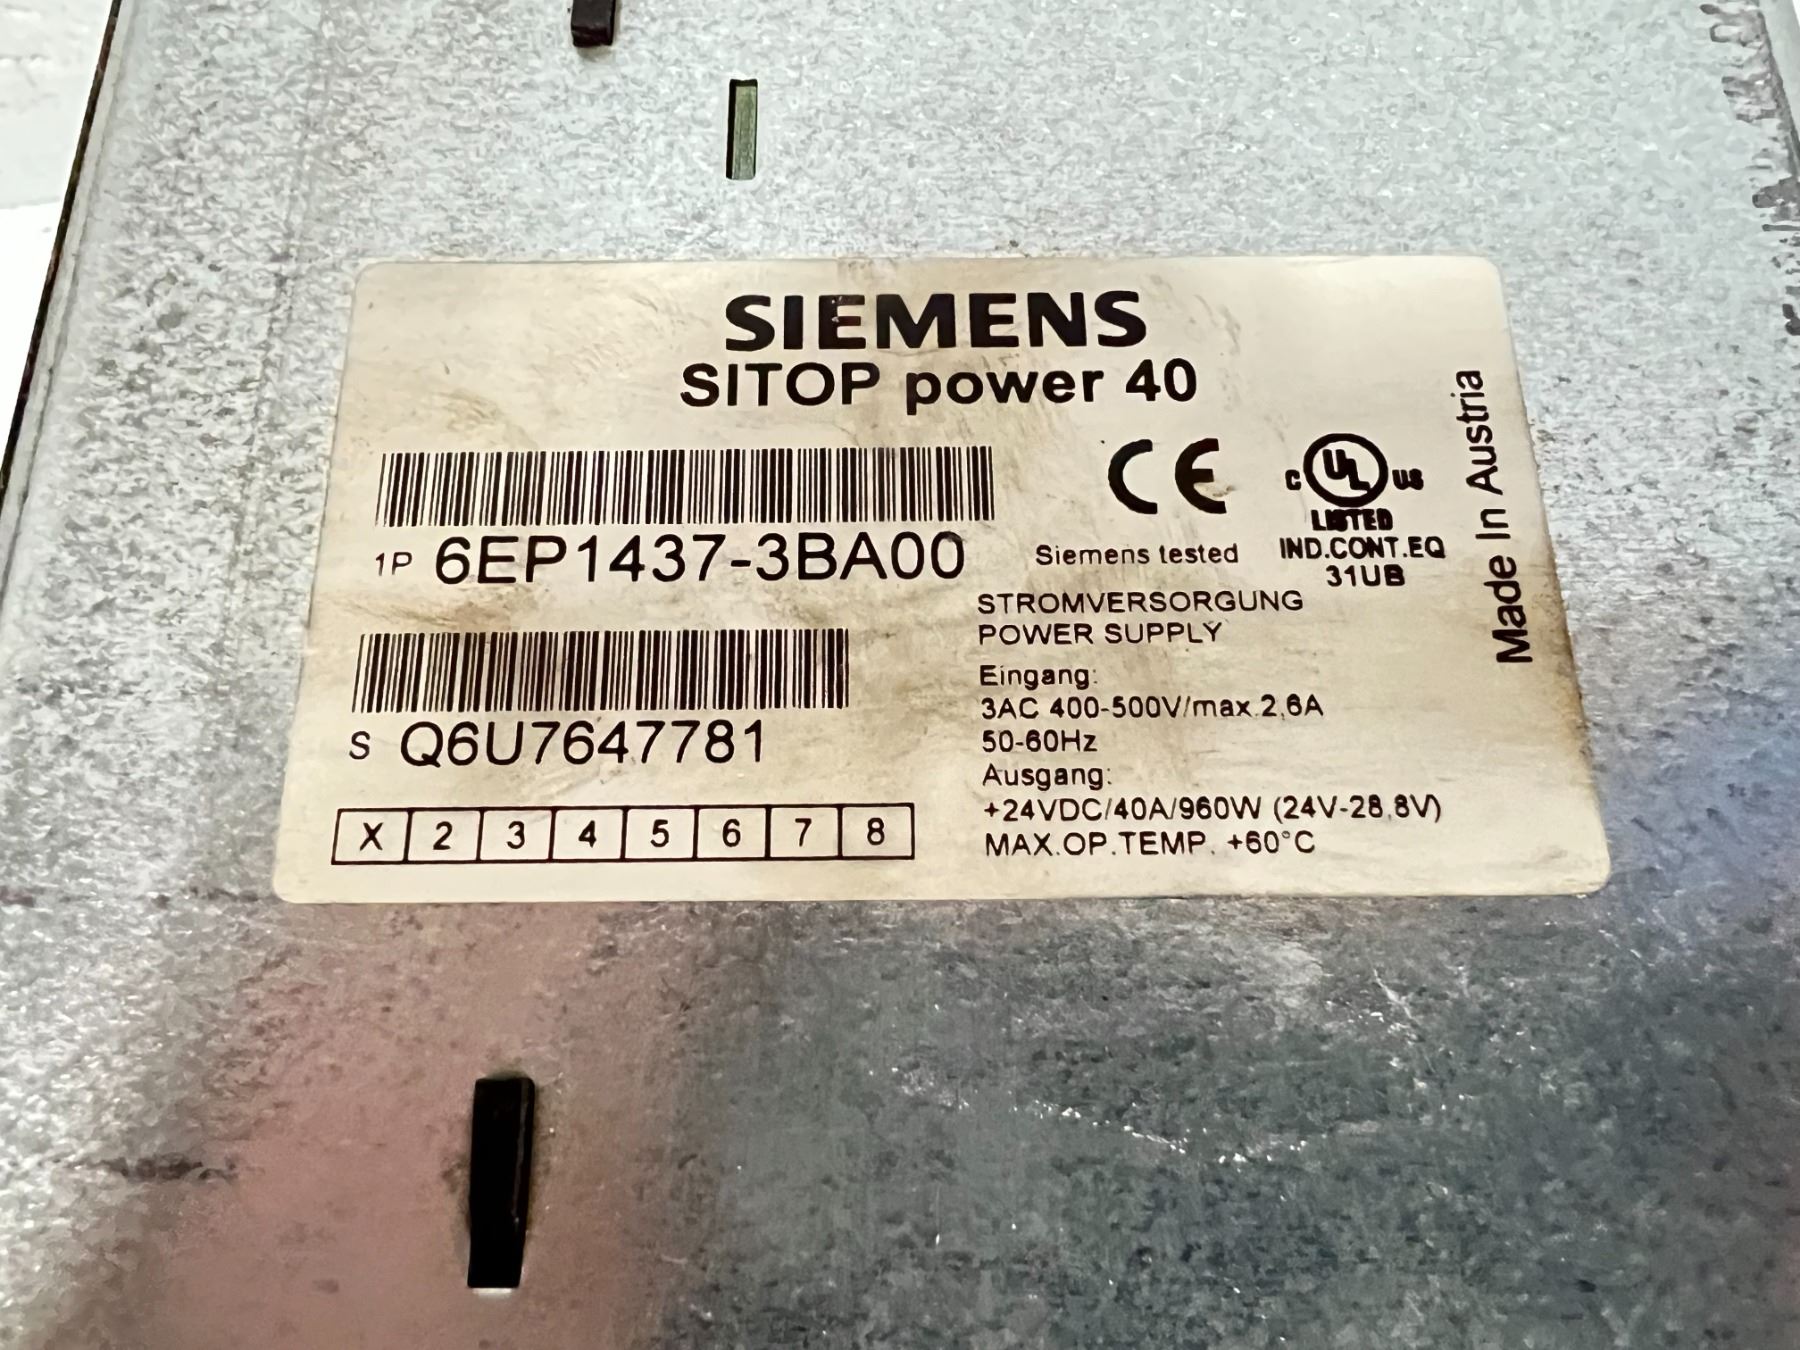 SIEMENS
SITOP power 40
1P 6EP1437-3BA00
S Q6U7647781
X 2 3 4 5 6 7 8
CE
Siemens tested
C UL US
LISTED
IND.CONT.EQ
31UB
STROMVERSORGUNG
POWER SUPPLY
Eingang:
3AC 400-500V/max.2,6A
50-60Hz
Ausgang:
+24VDC/40A/960W (24V-28,8V)
MAX.OP.TEMP. +60°C
Made In Austria